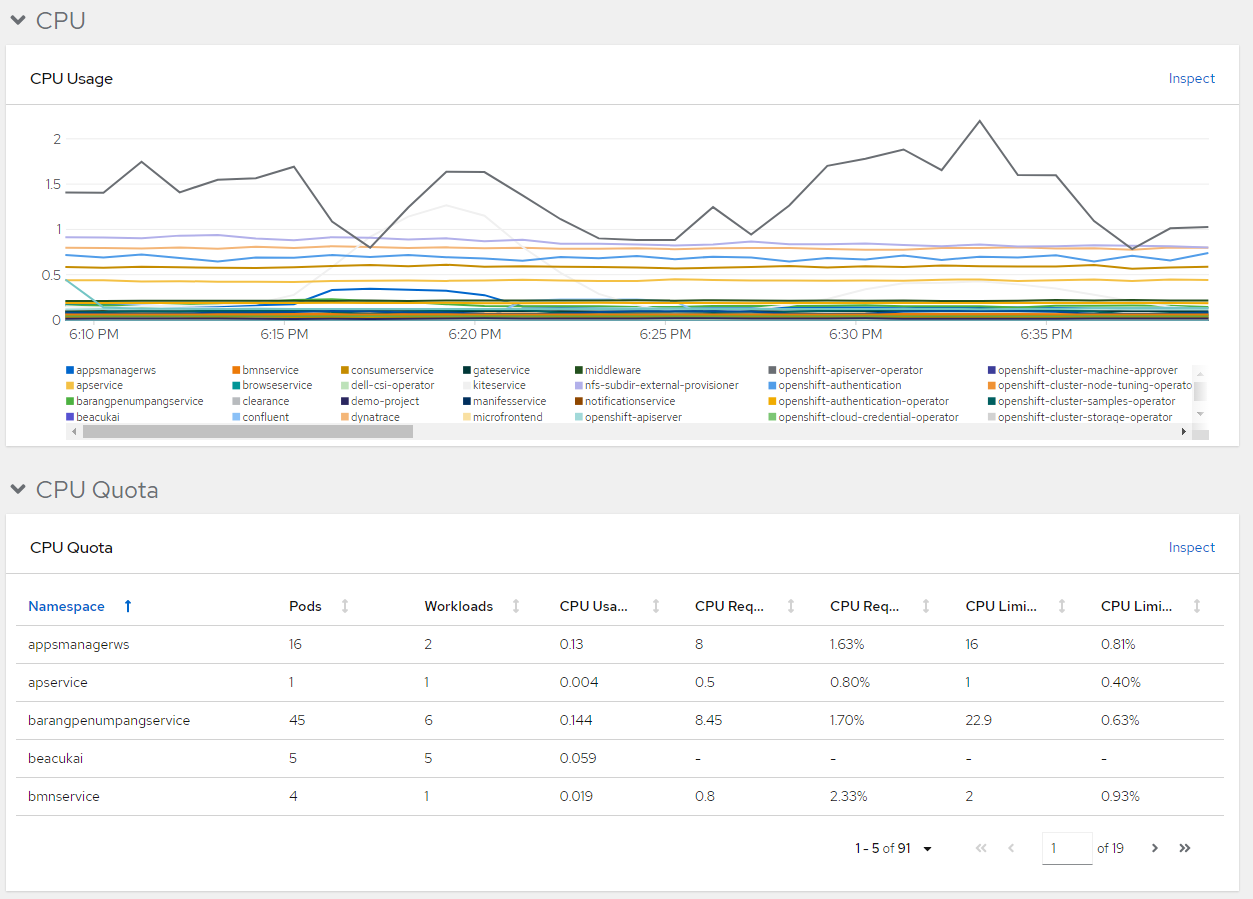 CPU
CPU Usage Inspect
2
1.5
1
0.5
0
6:10 PM 6:15 PM 6:20 PM 6:25 PM 6:30 PM 6:35 PM
appsmanagerws bmnservice consumerservice gateservice middleware openshift-apiserver-operator openshift-cluster-machine-approver
apservice browseservice dell-csi-operator kiteservice nfs-subdir-external-provisioner openshift-authentication openshift-cluster-node-tuning-operato
barangpenumpangservice clearance demo-project manifesservice notificationservice openshift-authentication-operator openshift-cluster-samples-operator
beacukai confluent dynatrace microfrontend openshift-apiserver openshift-cloud-credential-operator openshift-cluster-storage-operator
CPU Quota
CPU Quota Inspect
Namespace Pods Workloads CPU Usa... CPU Req... CPU Req... CPU Limi... CPU Limi...
appsmanagerws 16 2 0.13 8 1.63% 16 0.81%
apservice 1 1 0.004 0.5 0.80% 1 0.40%
barangpenumpangservice 45 6 0.144 8.45 1.70% 22.9 0.63%
beacukai 5 5 0.059 - - - -
bmnservice 4 1 0.019 0.8 2.33% 2 0.93%
1 - 5 of 91 1 of 19